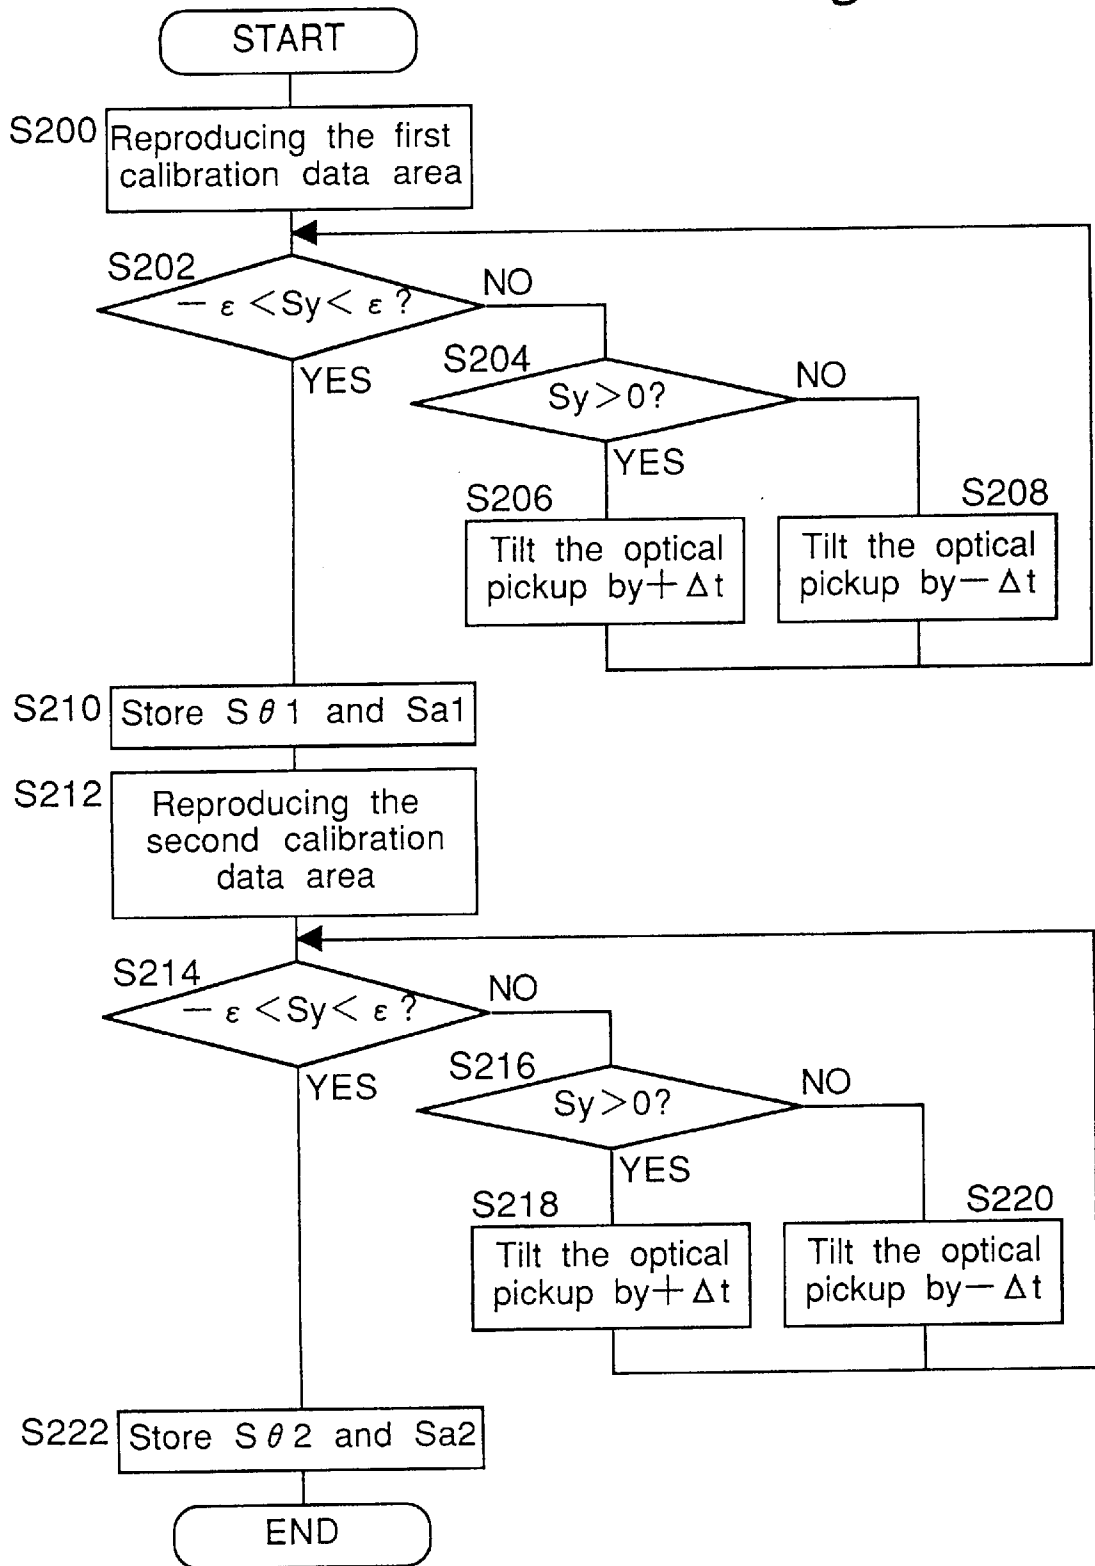 g
START
S200
Reproducing the first
calibration data area
S202
− ε <Sy< ε ?
NO
YES
S204
Sy>0?
NO
YES
S206
Tilt the optical
pickup by+Δt
S208
Tilt the optical
pickup by−Δt
S210
Store Sθ1 and Sa1
S212
Reproducing the
second calibration
data area
S214
− ε <Sy< ε ?
NO
YES
S216
Sy>0?
NO
YES
S218
Tilt the optical
pickup by+Δt
S220
Tilt the optical
pickup by−Δt
S222
Store Sθ2 and Sa2
END